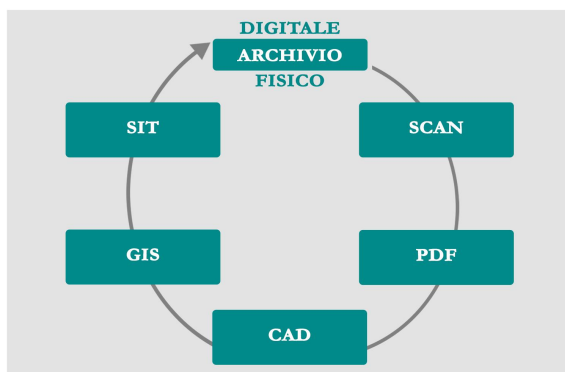 DIGITALE
ARCHIVIO
FISICO
SIT
SCAN
GIS
PDF
CAD